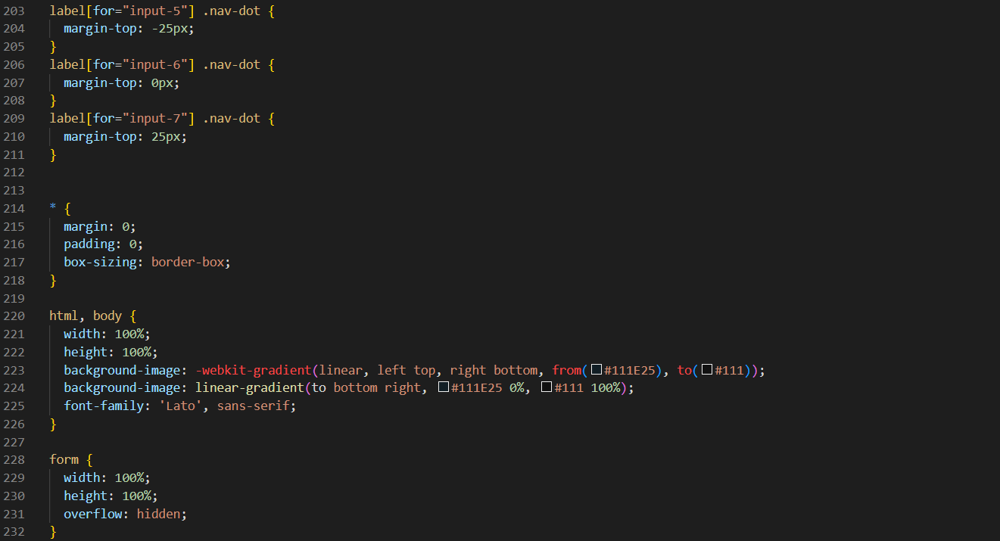 203 label[for="input-5"] .nav-dot {
204 margin-top: -25px;
205 }
206 label[for="input-6"] .nav-dot {
207 margin-top: 0px;
208 }
209 label[for="input-7"] .nav-dot {
210 margin-top: 25px;
211 }
212
213
214 * {
215 margin: 0;
216 padding: 0;
217 box-sizing: border-box;
218 }
219
220 html, body {
221 width: 100%;
222 height: 100%;
223 background-image: -webkit-gradient(linear, left top, right bottom, from(#111E25), to(#111));
224 background-image: linear-gradient(to bottom right, #111E25 0%, #111 100%);
225 font-family: 'Lato', sans-serif;
226 }
227
228 form {
229 width: 100%;
230 height: 100%;
231 overflow: hidden;
232 }